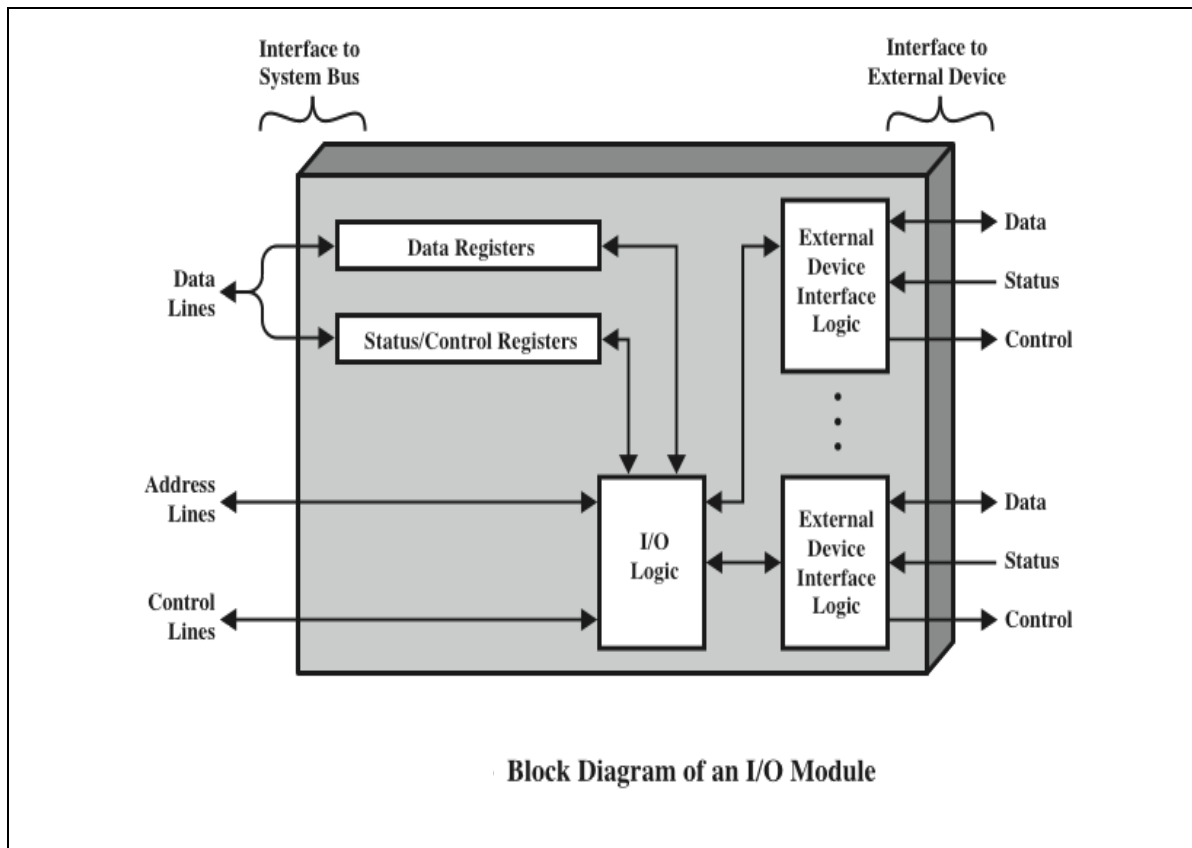 Interface to
System Bus
Interface to
External Device
Data Registers
Status/Control Registers
Data
Lines
Address
Lines
Control
Lines
I/O
Logic
External
Device
Interface
Logic
Data
Status
Control
External
Device
Interface
Logic
Data
Status
Control
Block Diagram of an I/O Module